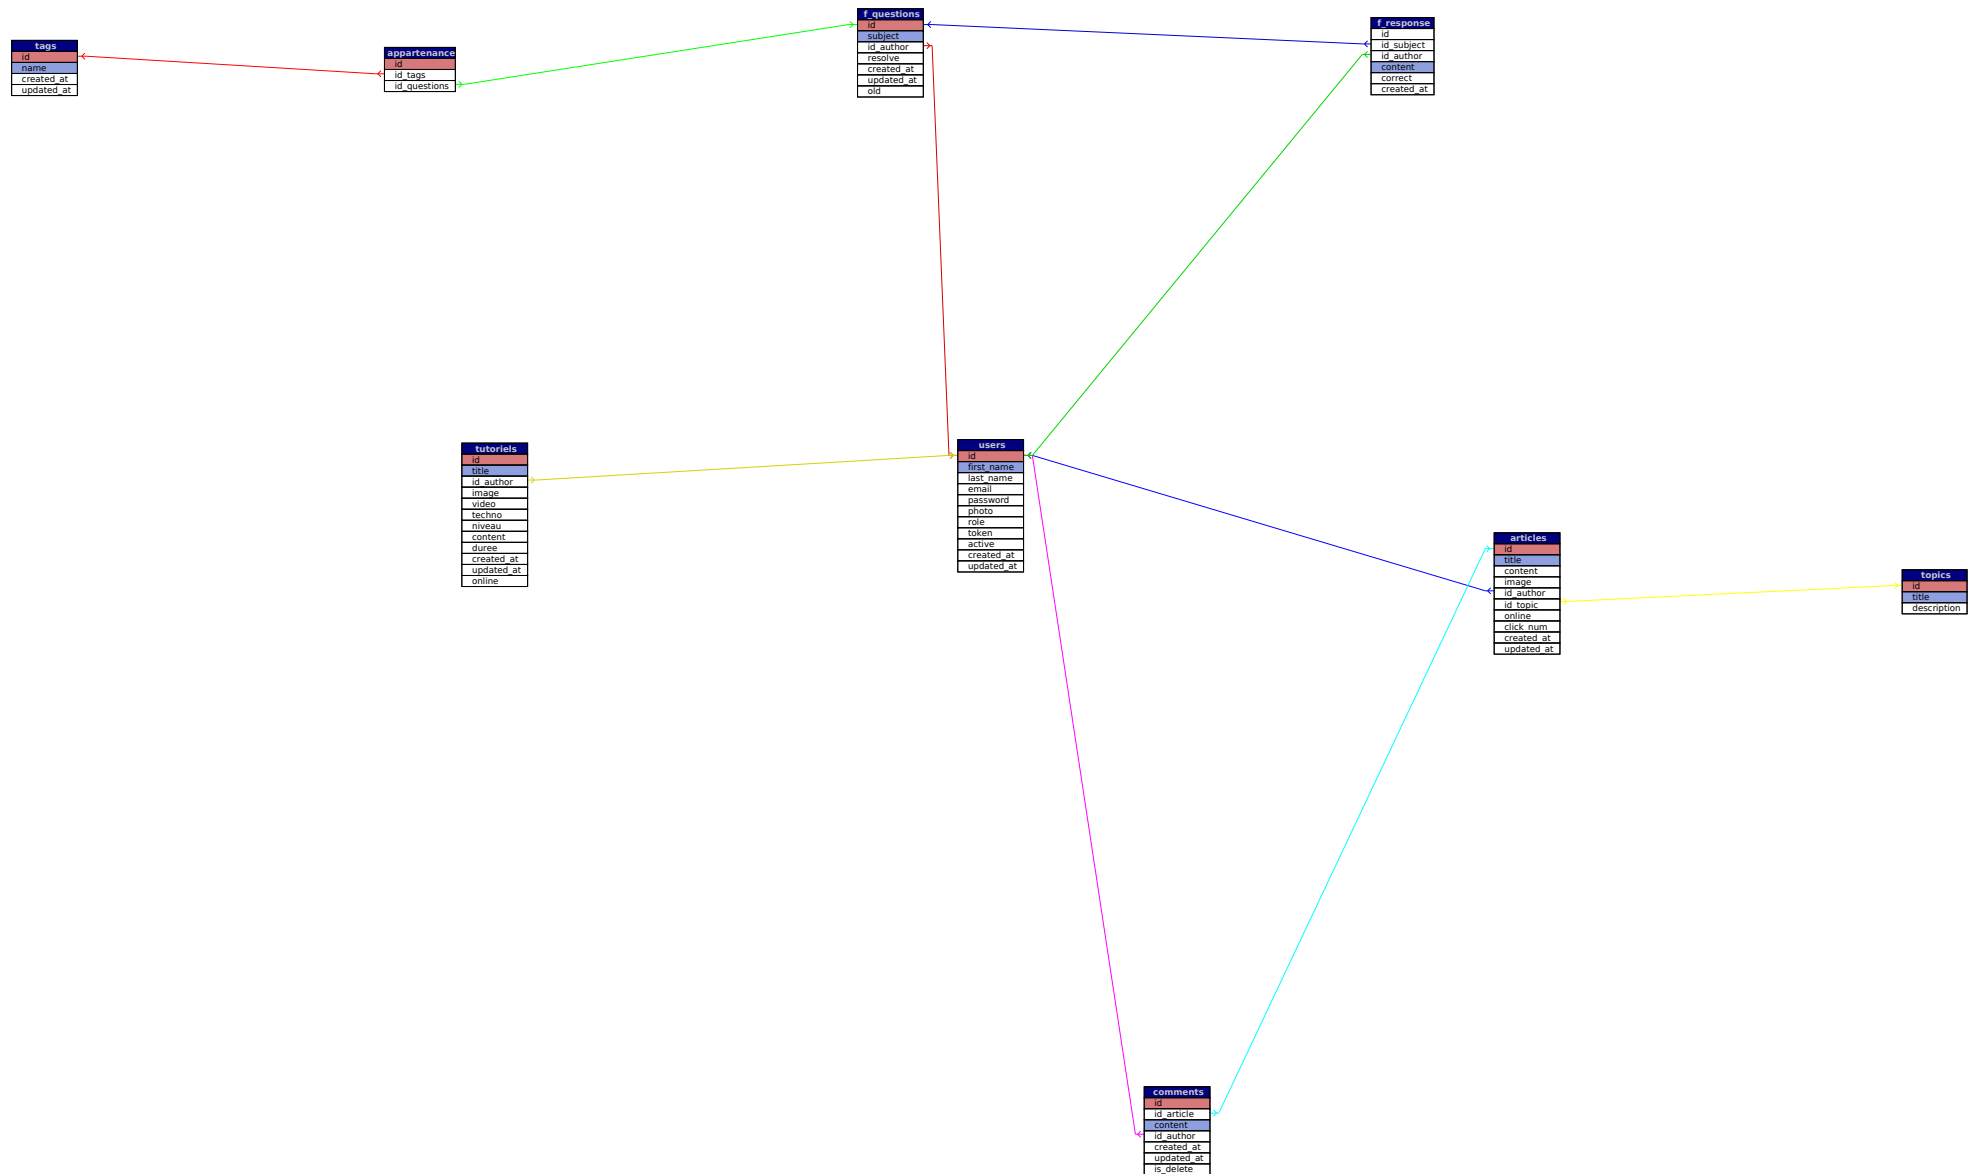 tags
id
name
created_at
updated_at
appartenance
id
id_tags
id_questions
f_questions
id
subject
id_author
resolve
created_at
updated_at
old
f_response
id
id_subject
id_author
content
correct
created_at
tutoriels
id
title
id_author
image
video
techno
niveau
content
duree
created_at
updated_at
online
users
id
first_name
last_name
email
password
photo
role
token
active
created_at
updated_at
articles
id
title
content
image
id_author
id_topic
online
click_num
created_at
updated_at
topics
id
title
description
comments
id
id_article
content
id_author
created_at
updated_at
is_delete